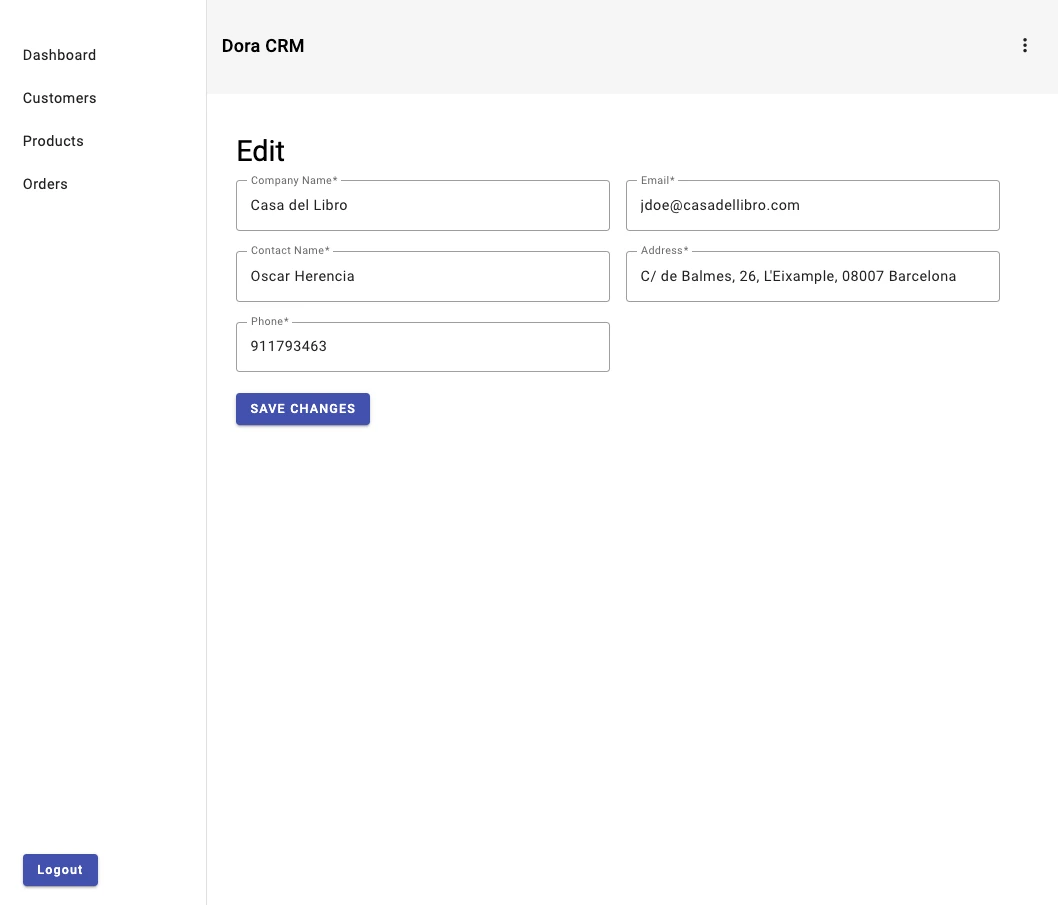 Dashboard
Customers
Products
Orders
Logout
Dora CRM
Edit
Company Name*
Casa del Libro
Email*
jdoe@casadellibro.com
Contact Name*
Oscar Herencia
Address*
C/ de Balmes, 26, L'Eixample, 08007 Barcelona
Phone*
911793463
SAVE CHANGES